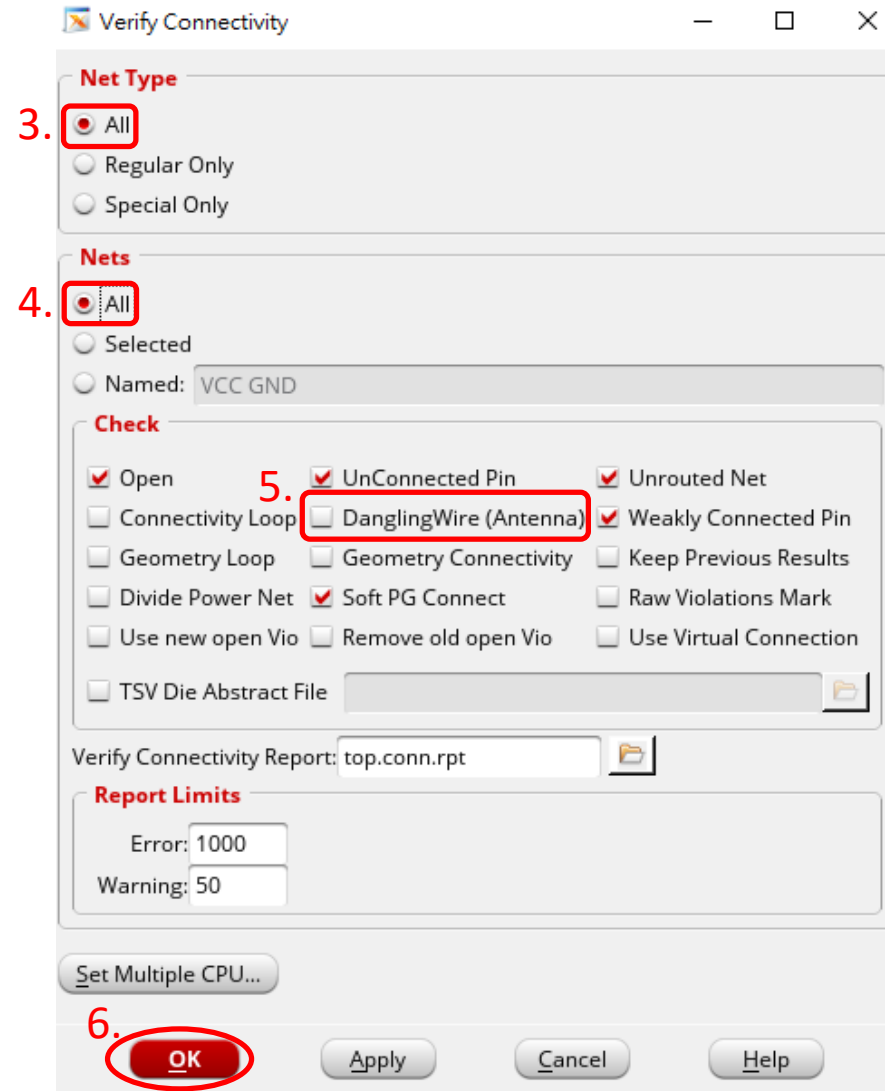 Verify Connectivity
Net Type
3. All
Regular Only
Special Only
Nets
4. All
Selected
Named: VCC GND
Check
Open 5. UnConnected Pin Unrouted Net
Connectivity Loop DanglingWire (Antenna) Weakly Connected Pin
Geometry Loop Geometry Connectivity Keep Previous Results
Divide Power Net Soft PG Connect Raw Violations Mark
Use new open Vio Remove old open Vio Use Virtual Connection
TSV Die Abstract File
Verify Connectivity Report: top.conn.rpt
Report Limits
Error: 1000
Warning: 50
Set Multiple CPU...
6.
OK Apply Cancel Help